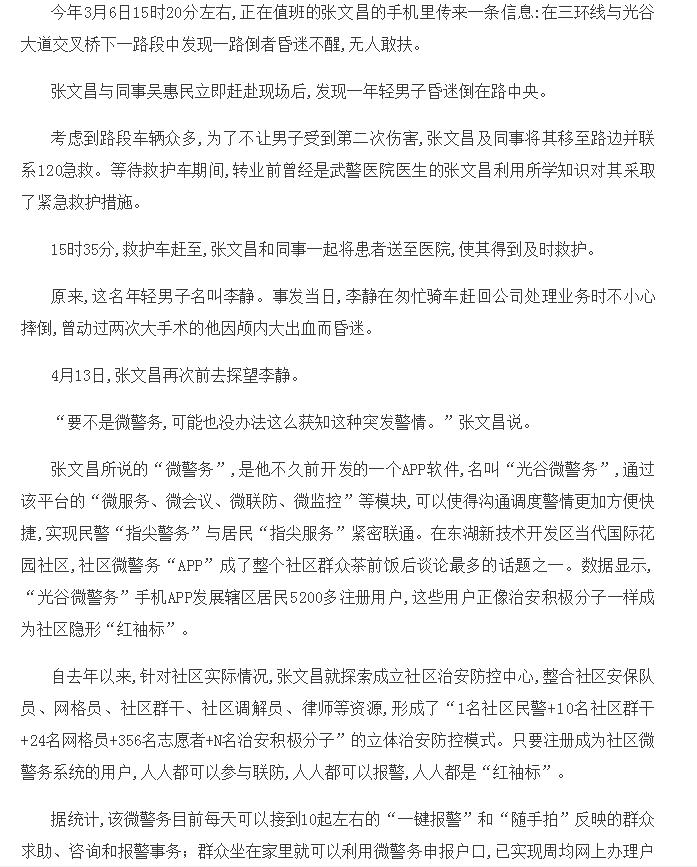 今年3月6日15时20分左右,正在值班的张文昌的手机里传来一条信息:在三环线与光谷
大道交叉桥下一路段中发现一路倒者昏迷不醒,无人敢扶。
张文昌与同事吴惠民立即赶赴现场后,发现一年轻男子昏迷倒在路中央。
考虑到路段车辆众多,为了不让男子受到第二次伤害,张文昌及同事将其移至路边并联
系120急救。等待救护车期间,转业前曾经是武警医院医生的张文昌利用所学知识对其采取
了紧急救护措施。
15时35分,救护车赶至,张文昌和同事一起将患者送至医院,使其得到及时救护。
原来,这名年轻男子名叫李静。事发当日,李静在匆忙骑车赶回公司处理业务时不小心
摔倒,曾动过两次大手术的他因颅内大出血而昏迷。
4月13日,张文昌再次前去探望李静。
“要不是微警务,可能也没办法这么获知这种突发警情。”张文昌说。
张文昌所说的“微警务”,是他不久前开发的一个APP软件,名叫“光谷微警务”,通过
该平台的“微服务、微会议、微联防、微监控”等模块,可以使得沟通调度警情更加方便快
捷,实现民警“指尖警务”与居民“指尖服务”紧密联通。在东湖新技术开发区当代国际花
园社区,社区微警务“APP”成了整个社区群众茶前饭后谈论最多的话题之一。数据显示,
“光谷微警务”手机APP发展辖区居民5200多注册用户,这些用户正像治安积极分子一样成
为社区隐形“红袖标”。
自去年以来,针对社区实际情况,张文昌就探索成立社区治安防控中心,整合社区安保队
员、网格员、社区群干、社区调解员、律师等资源,形成了“1名社区民警+10名社区群干
+24名网格员+356名志愿者+N名治安积极分子”的立体治安防控模式。只要注册成为社区微
警务系统的用户,人人都可以参与联防,人人都可以报警,人人都是“红袖标”。
据统计,该微警务目前每天可以接到10起左右的“一键报警”和“随手拍”反映的群众
求助、咨询和报警事务;群众坐在家里就可以利用微警务申报户口,已实现周均网上办理户